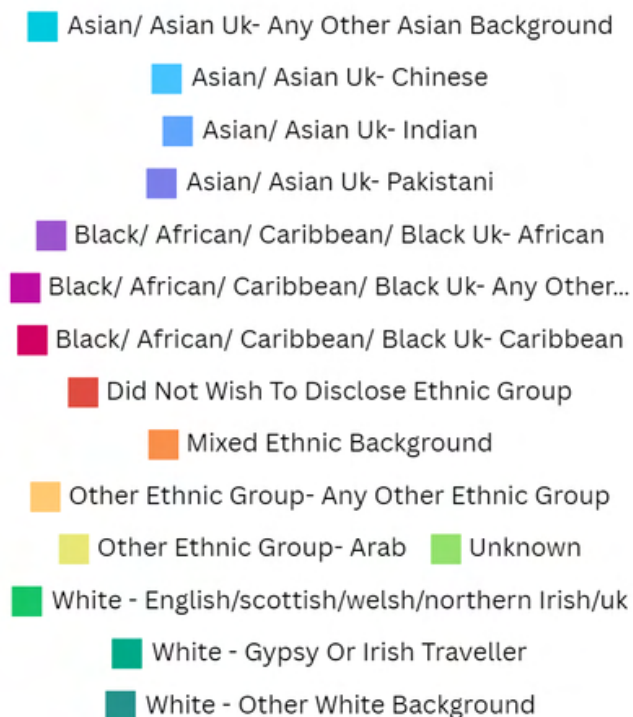 Asian/ Asian Uk- Any Other Asian Background
Asian/ Asian Uk- Chinese
Asian/ Asian Uk- Indian
Asian/ Asian Uk- Pakistani
Black/ African/ Caribbean/ Black Uk- African
Black/ African/ Caribbean/ Black Uk- Any Other...
Black/ African/ Caribbean/ Black Uk- Caribbean
Did Not Wish To Disclose Ethnic Group
Mixed Ethnic Background
Other Ethnic Group- Any Other Ethnic Group
Other Ethnic Group- Arab Unknown
White - English/scottish/welsh/northern Irish/uk
White - Gypsy Or Irish Traveller
White - Other White Background